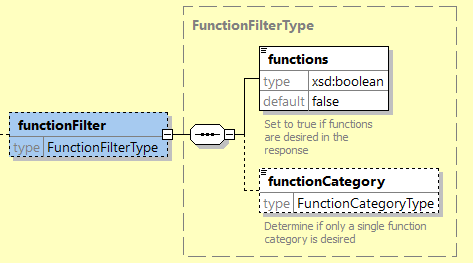 FunctionFilterType
functions
type xsd:boolean
default false
Set to true if functions
are desired in the
response
functionFilter
type FunctionFilterType
functionCategory
type FunctionCategoryType
Determine if only a single function
category is desired